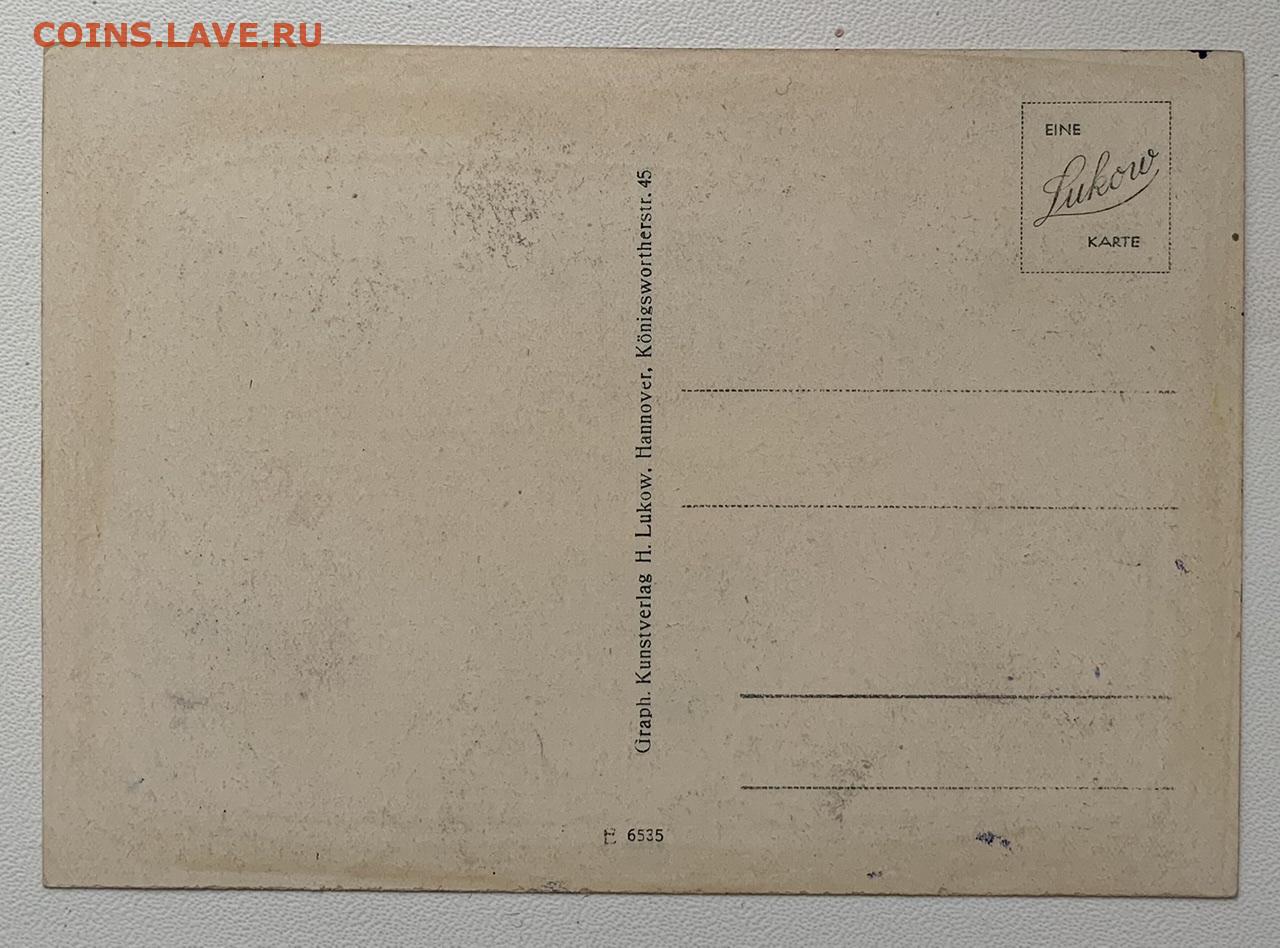 COINS.LAVE.RU
EINE
Lukow
KARTE
Graph. Kunstverlag H. Lukow, Hannover, Königswortherstr. 45
6535